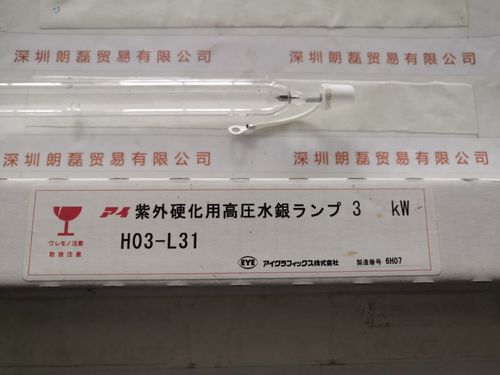 深圳朗磊贸易有限公司 深圳朗磊贸易有限公司
深圳朗磊贸易有限公司 深圳朗磊贸易有限公司
アイ 紫外硬化用高圧水銀ランプ 3 kW
H03-L31
ワレモノ注意
取扱注意
EYE アイグラフィックス株式会社
製造番号 6H07